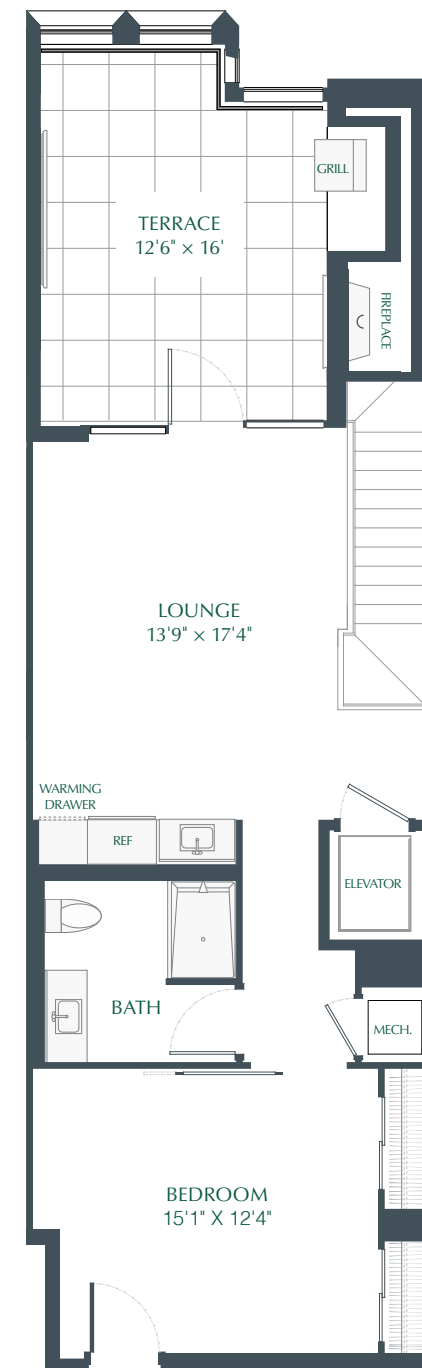 GRILL
TERRACE
12'6" × 16'
FIREPLACE
LOUNGE
13'9" × 17'4"
WARMING
DRAWER
REF
ELEVATOR
BATH
MECH.
BEDROOM
15'1" X 12'4"